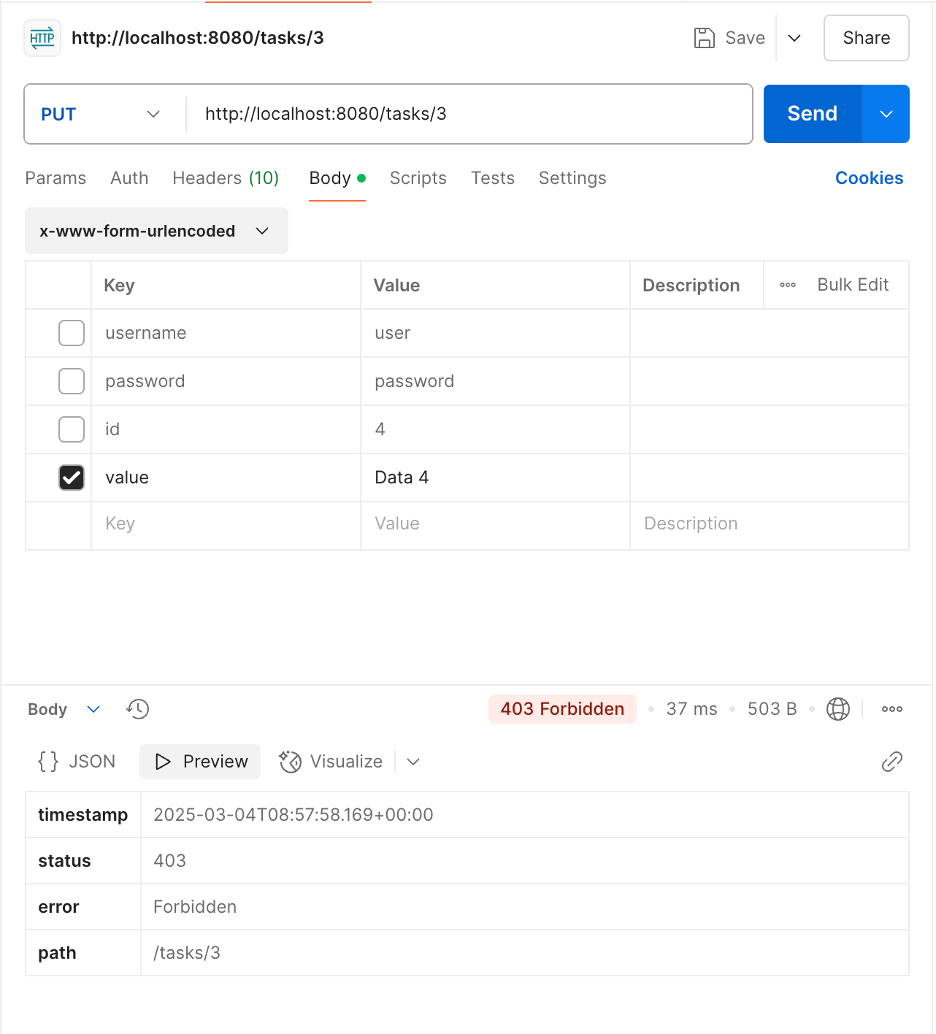 HTTP http://localhost:8080/tasks/3 Save Share
PUT http://localhost:8080/tasks/3 Send
Params Auth Headers (10) Body Scripts Tests Settings Cookies
x-www-form-urlencoded
Key Value Description Bulk Edit
username user
password password
id 4
value Data 4
Key Value Description
Body 403 Forbidden 37 ms 503 B
{} JSON Preview Visualize
timestamp 2025-03-04T08:57:58.169+00:00
status 403
error Forbidden
path /tasks/3